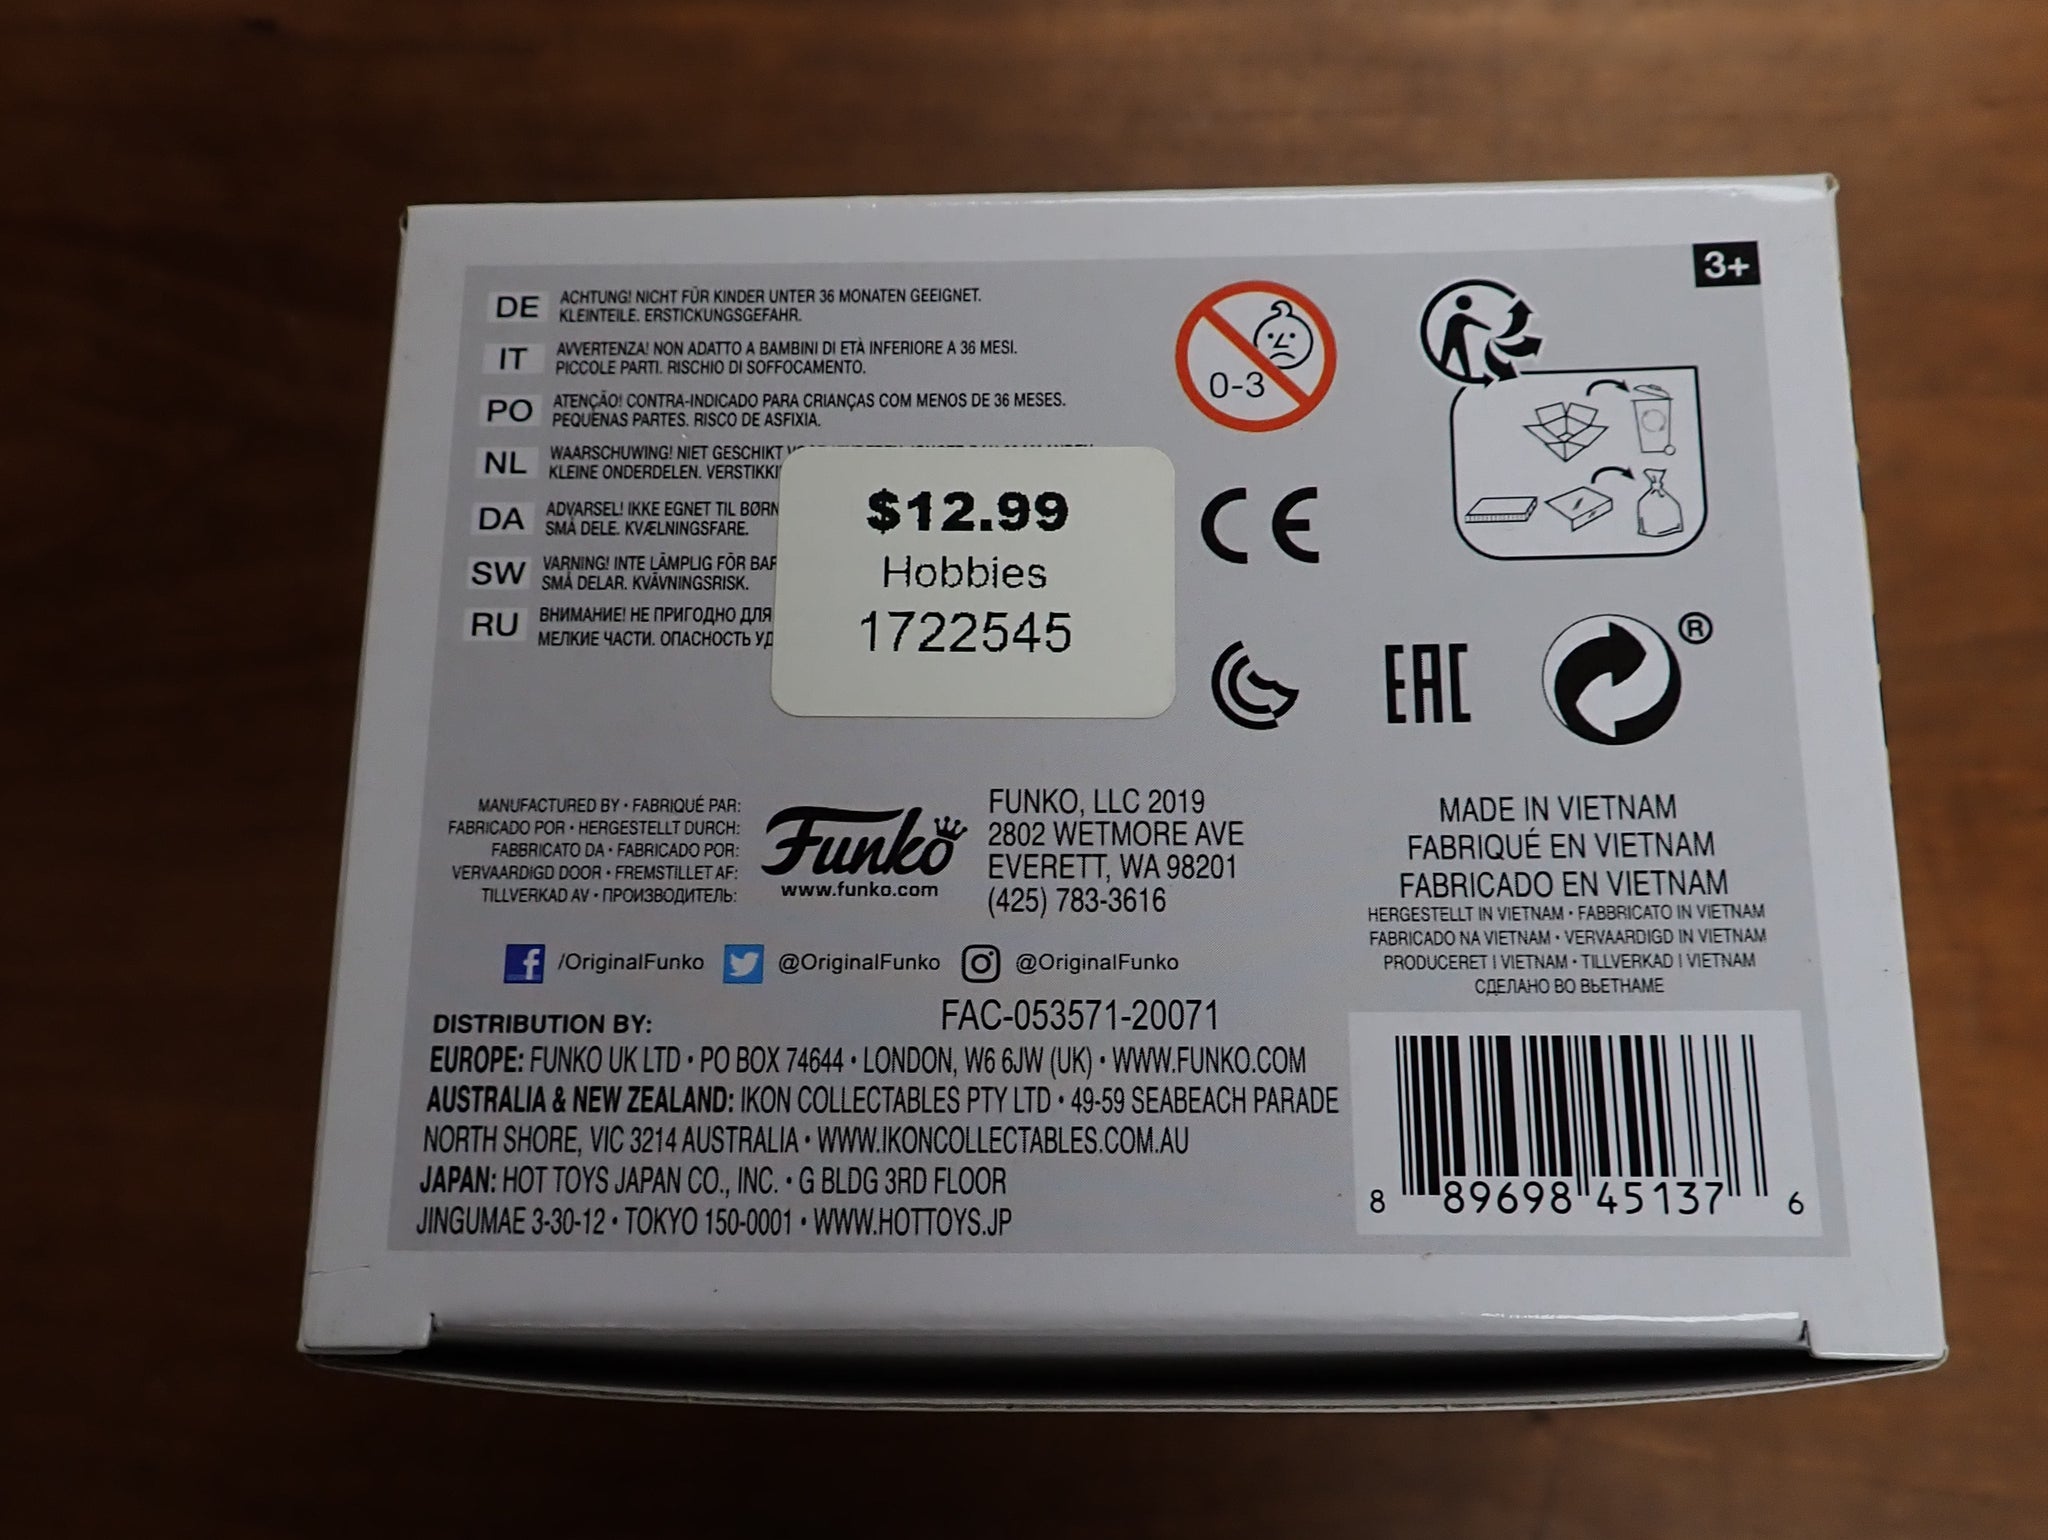 3+
DE
ACHTUNG! NICHT FÜR KINDER UNTER 36 MONATEN GEEIGNET.
KLEINTEILE. ERSTICKUNGSGEFAHR.
IT
AVVERTENZA! NON ADATTO A BAMBINI DI ETÀ INFERIORE A 36 MESI.
PICCOLE PARTI. RISCHIO DI SOFFOCAMENTO.
PO
ATENÇÃO! CONTRA-INDICADO PARA CRIANÇAS COM MENOS DE 36 MESES.
PEQUENAS PARTES. RISCO DE ASFIXIA.
NL
WAARSCHUWING! NIET GESCHIKT
KLEINE ONDERDELEN.
DA
ADVARSEL! IKKE EGNET TIL BØRN
SMÅ DELE. KVÆLNINGSFARE.
SW
VARNING! INTE LÄMPLIG FÖR
SMÅ DELAR. KVÄVNINGSRISK.
RU
ВНИМАНИЕ! НЕ ПРИГОДНО ДЛЯ
МЕЛКИЕ ЧАСТИ. ОПАСНОСТЬ
$12.99
Hobbies
1722545
0-3
CE
EAC
®
MANUFACTURED BY • FABRIQUÉ PAR:
FABRICADO POR • HERGESTELLT DURCH:
FABBRICATO DA • FABRICADO POR:
VERVAARDIGD DOOR • FREMSTILLET AF:
TILLVERKAD AV • ПРОИЗВОДИТЕЛЬ:
Funko
www.funko.com
FUNKO, LLC 2019
2802 WETMORE AVE
EVERETT, WA 98201
(425) 783-3616
MADE IN VIETNAM
FABRIQUÉ EN VIETNAM
FABRICADO EN VIETNAM
HERGESTELLT IN VIETNAM • FABBRICATO IN VIETNAM
FABRICADO NA VIETNAM • VERVAARDIGD IN VIETNAM
PRODUCERET I VIETNAM • TILLVERKAD I VIETNAM
СДЕЛАНО ВО ВЬЕТНАМЕ
/OriginalFunko @OriginalFunko @OriginalFunko
FAC-053571-20071
DISTRIBUTION BY:
EUROPE: FUNKO UK LTD • PO BOX 74644 • LONDON, W6 6JW (UK) • WWW.FUNKO.COM
AUSTRALIA & NEW ZEALAND: IKON COLLECTABLES PTY LTD • 49-59 SEABEACH PARADE
NORTH SHORE, VIC 3214 AUSTRALIA • WWW.IKONCOLLECTABLES.COM.AU
JAPAN: HOT TOYS JAPAN CO., INC. • G BLDG 3RD FLOOR
JINGUMAE 3-30-12 • TOKYO 150-0001 • WWW.HOTTOYS.JP
8 89698 45137 6